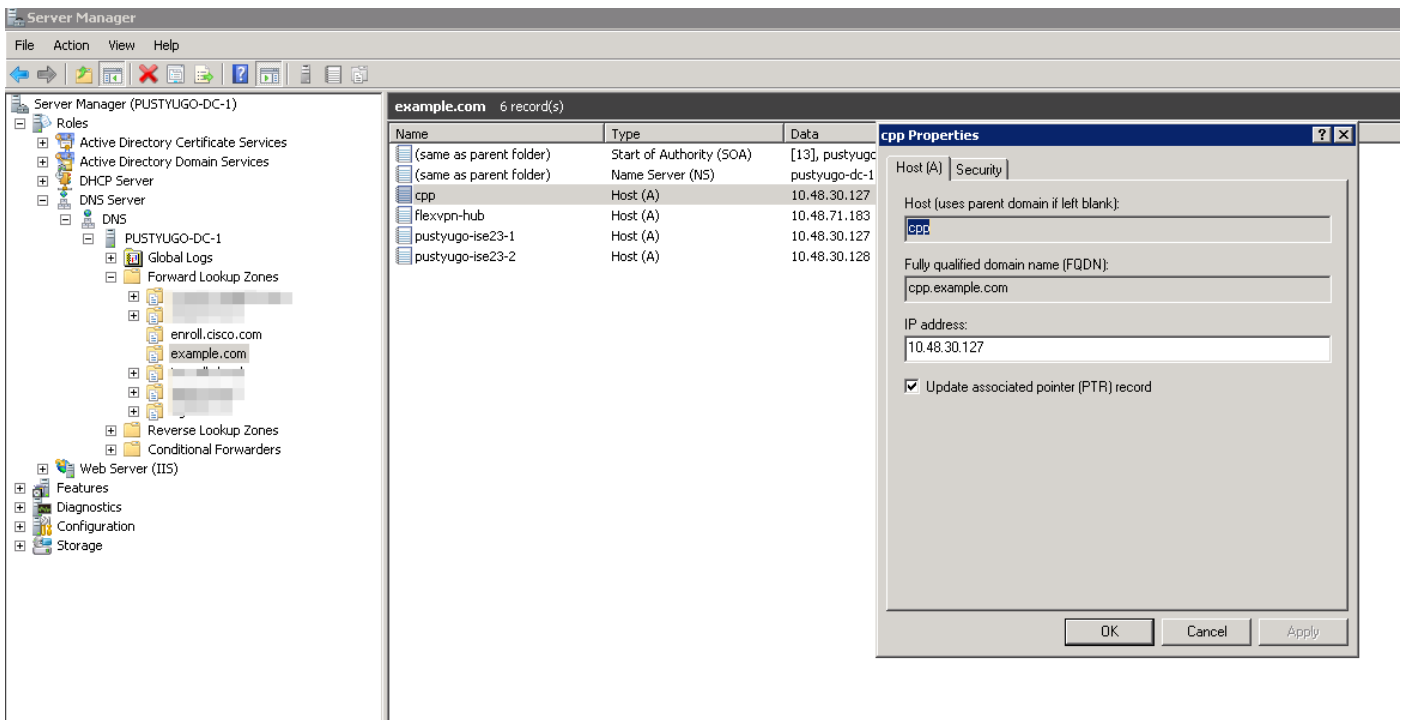 Server Manager
File Action View Help
Server Manager (PUSTYUGO-DC-1)
Roles
Active Directory Certificate Services
Active Directory Domain Services
DHCP Server
DNS Server
DNS
PUSTYUGO-DC-1
Global Logs
Forward Lookup Zones
enroll.cisco.com
example.com
Reverse Lookup Zones
Conditional Forwarders
Web Server (IIS)
Features
Diagnostics
Configuration
Storage
example.com 6 record(s)
Name Type Data
(same as parent folder) Start of Authority (SOA) [13], pustyugo
(same as parent folder) Name Server (NS) pustyugo-dc-1
cpp Host (A) 10.48.30.127
flexvpn-hub Host (A) 10.48.71.183
pustyugo-ise23-1 Host (A) 10.48.30.127
pustyugo-ise23-2 Host (A) 10.48.30.128
cpp Properties
Host (A) Security
Host (uses parent domain if left blank):
cpp
Fully qualified domain name (FQDN):
cpp.example.com
IP address:
10.48.30.127
Update associated pointer (PTR) record
OK Cancel Apply